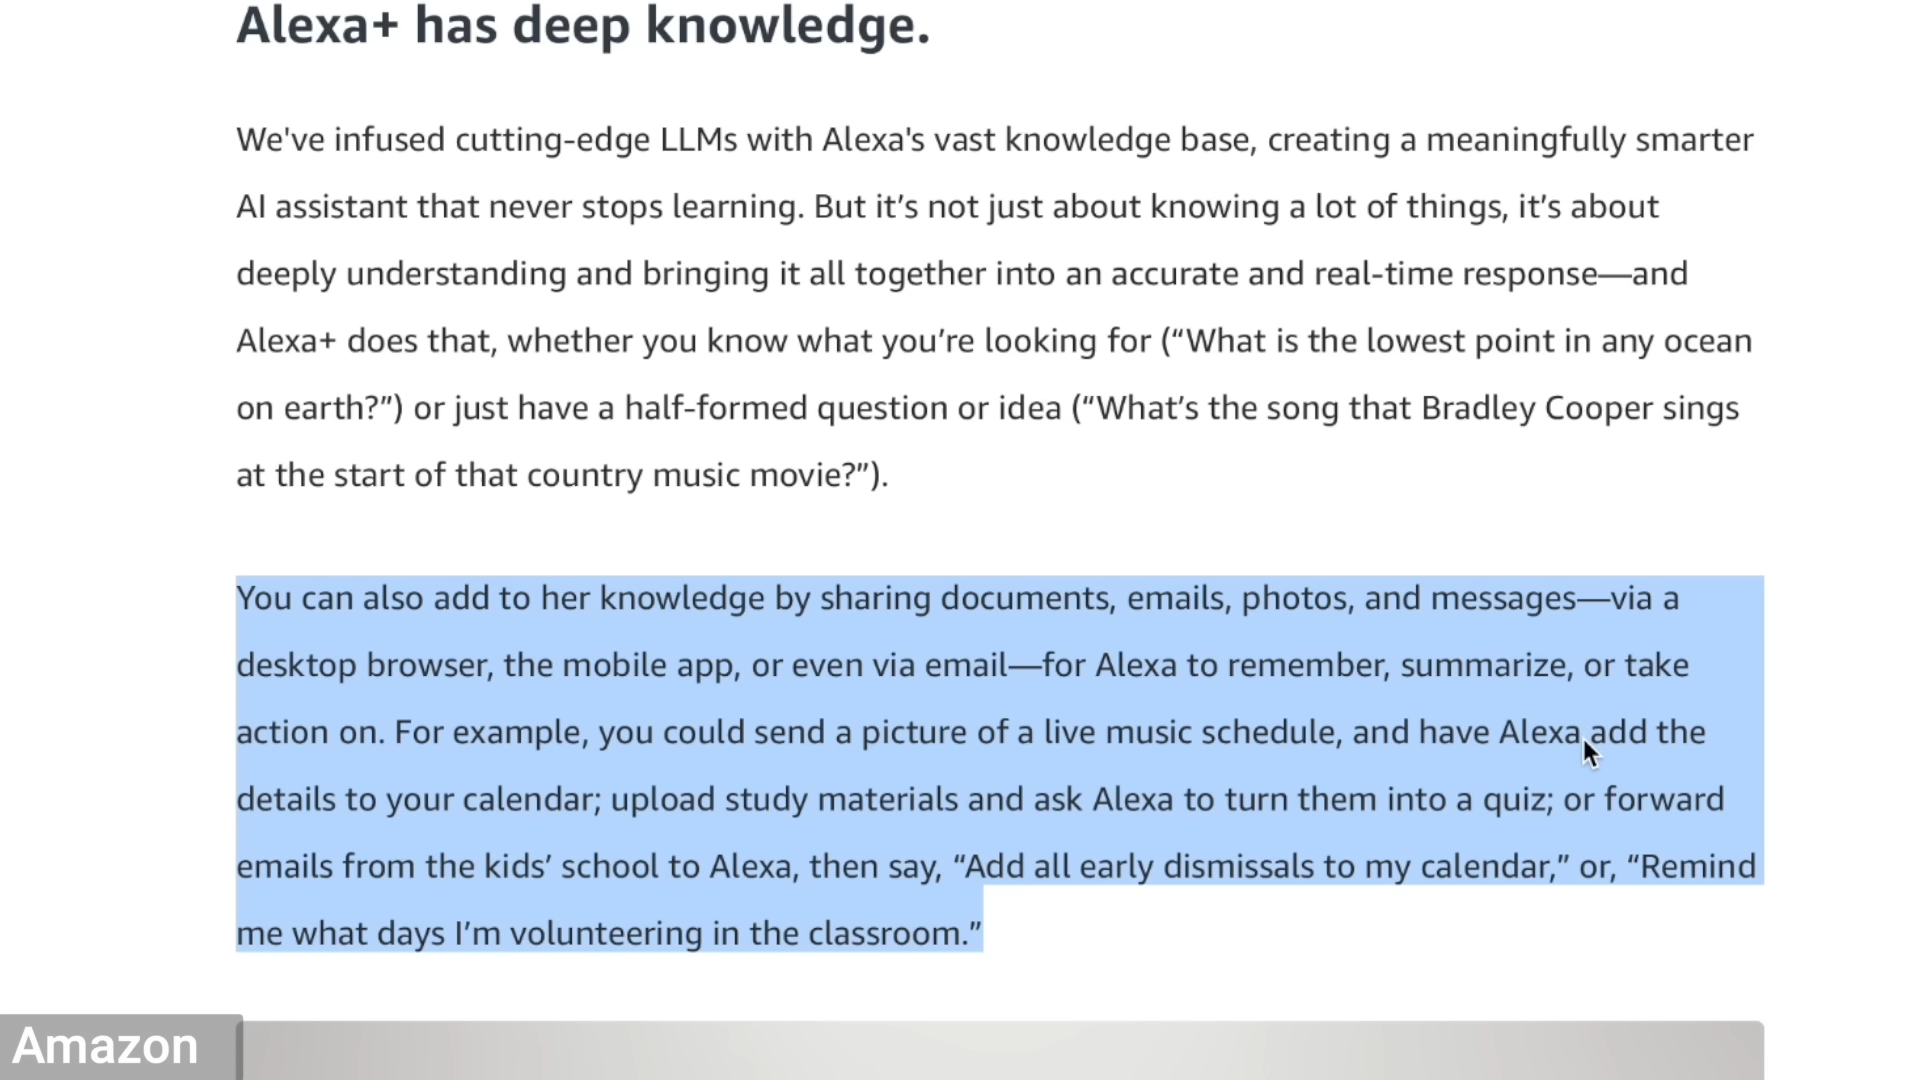 Alexa+ has deep knowledge.
We've infused cutting-edge LLMs with Alexa's vast knowledge base, creating a meaningfully smarter
AI assistant that never stops learning. But it’s not just about knowing a lot of things, it’s about
deeply understanding and bringing it all together into an accurate and real-time response—and
Alexa+ does that, whether you know what you’re looking for (“What is the lowest point in any ocean
on earth?”) or just have a half-formed question or idea (“What’s the song that Bradley Cooper sings
at the start of that country music movie?”).
You can also add to her knowledge by sharing documents, emails, photos, and messages—via a
desktop browser, the mobile app, or even via email—for Alexa to remember, summarize, or take
action on. For example, you could send a picture of a live music schedule, and have Alexa add the
details to your calendar; upload study materials and ask Alexa to turn them into a quiz; or forward
emails from the kids’ school to Alexa, then say, “Add all early dismissals to my calendar,” or, “Remind
me what days I’m volunteering in the classroom.”
Amazon